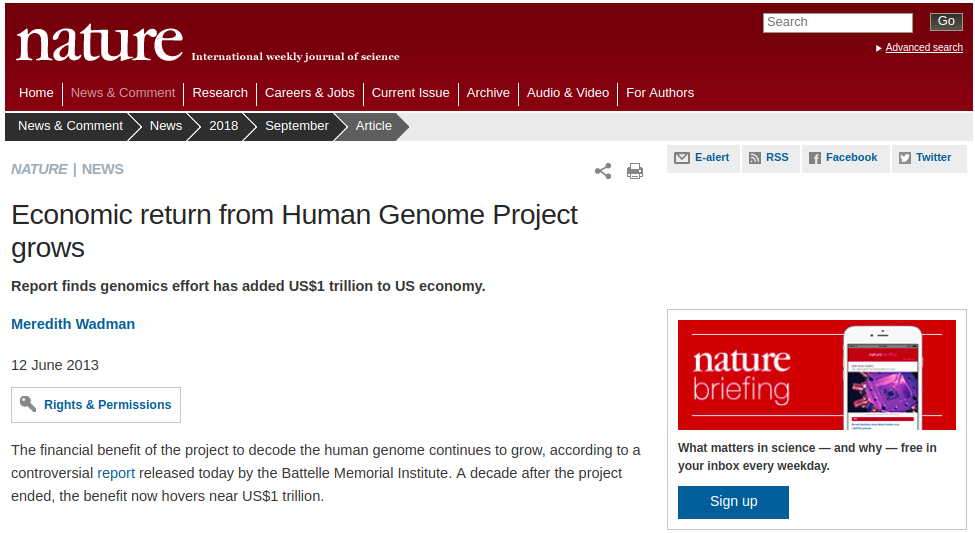 nature International weekly journal of science
Search Go
Advanced search
Home News & Comment Research Careers & Jobs Current Issue Archive Audio & Video For Authors
News & Comment News 2018 September Article
E-alert RSS Facebook Twitter
NATURE | NEWS
Economic return from Human Genome Project
grows
Report finds genomics effort has added US$1 trillion to US economy.
Meredith Wadman
12 June 2013
Rights & Permissions
The financial benefit of the project to decode the human genome continues to grow, according to a
controversial report released today by the Battelle Memorial Institute. A decade after the project
ended, the benefit now hovers near US$1 trillion.
nature
briefing
What matters in science — and why — free in
your inbox every weekday.
Sign up